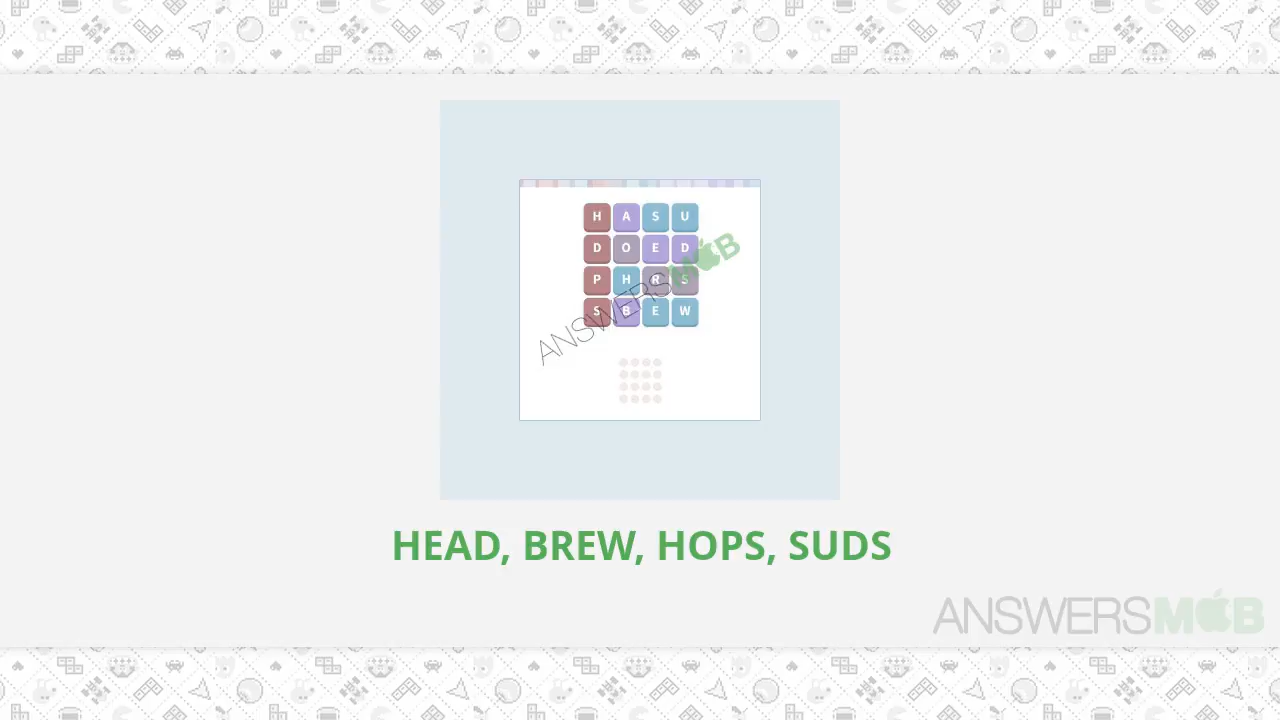 H A S U
D O E D
P H R S
S B E W
ANSWERSMOB
HEAD, BREW, HOPS, SUDS
ANSWERSMOB